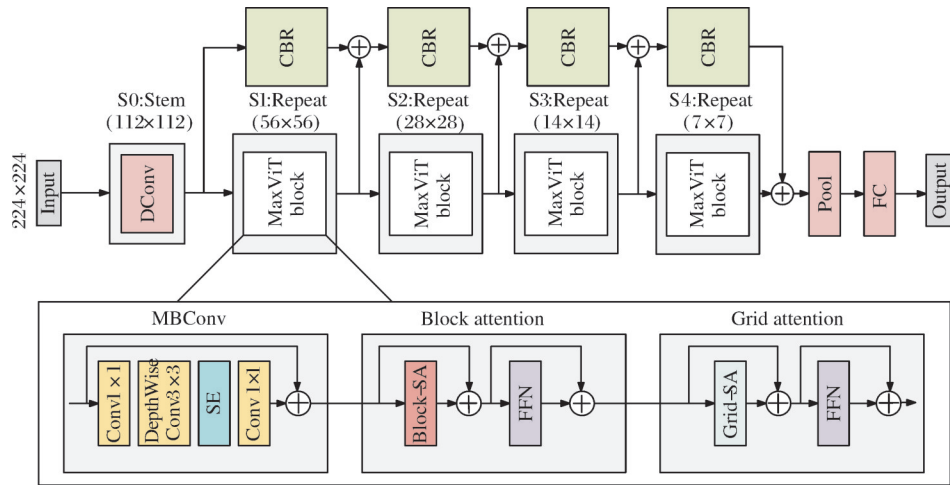 CBR
CBR
CBR
CBR
S0:Stem
(112×112)
S1:Repeat
(56×56)
S2:Repeat
(28×28)
S3:Repeat
(14×14)
S4:Repeat
(7×7)
224×224
Input
DConv
MaxViT
block
MaxViT
block
MaxViT
block
MaxViT
block
Pool
FC
Output
MBConv
Block attention
Grid attention
Conv1×1
DepthWise
Conv3×3
SE
Conv 1×1
Block-SA
FFN
Grid-SA
FFN